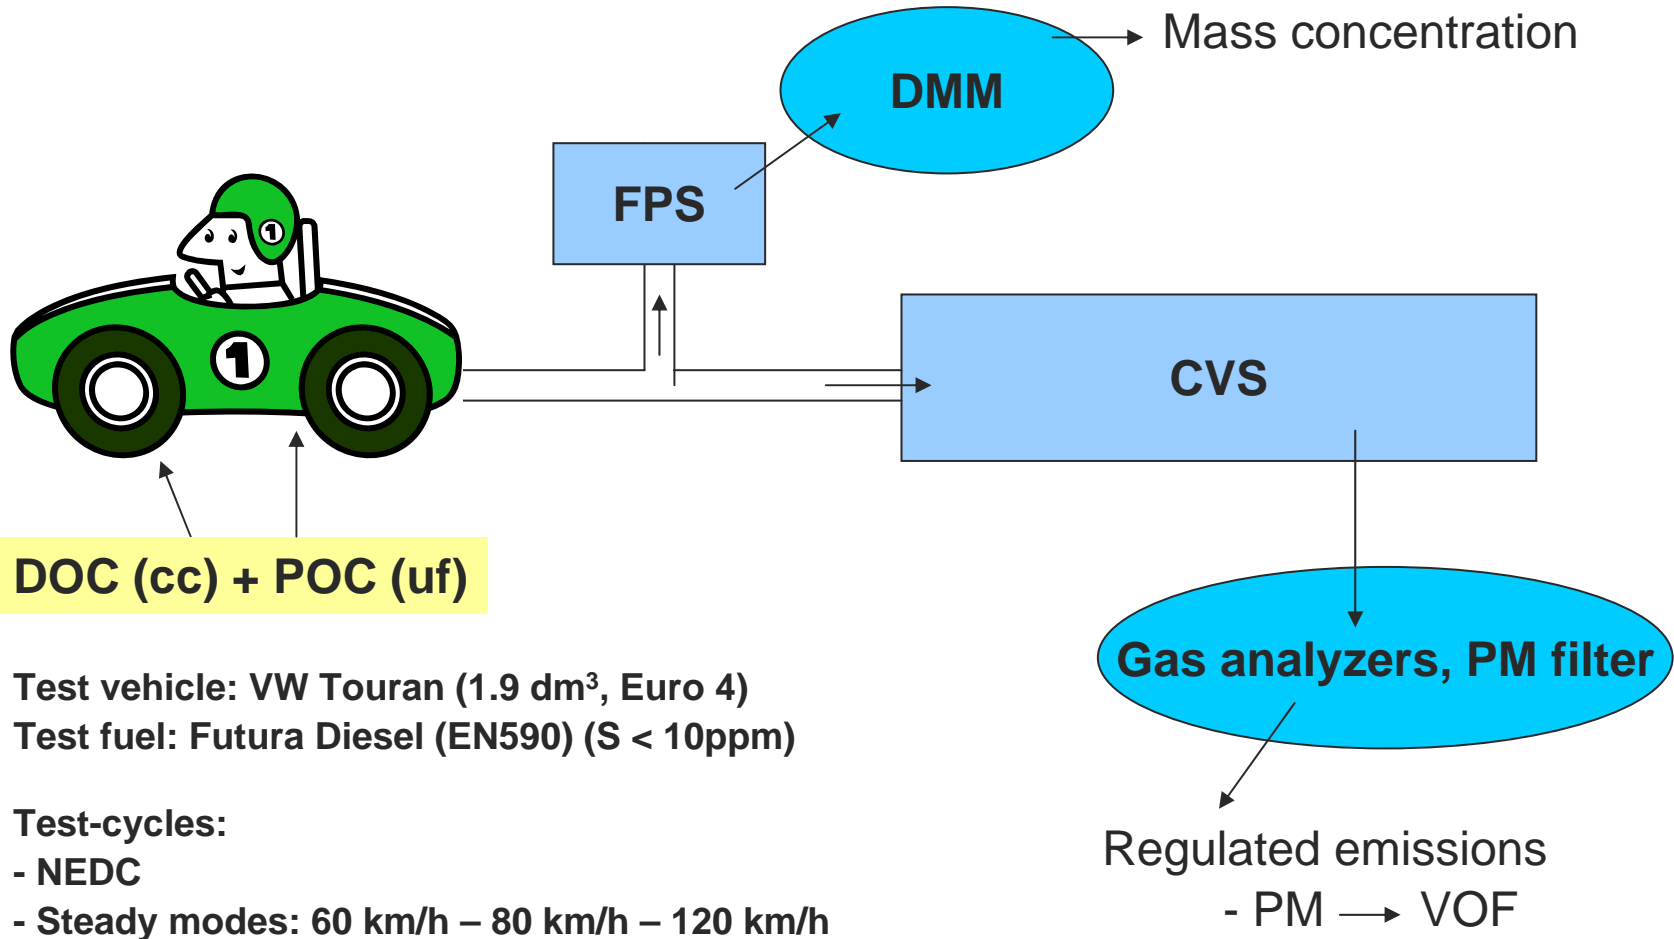 Mass concentration
DMM
FPS
1
1
CVS
DOC (cc) + POC (uf)
Gas analyzers, PM filter
Test vehicle: VW Touran (1.9 dm³, Euro 4)
Test fuel: Futura Diesel (EN590) (S < 10ppm)
Test-cycles:
- NEDC
- Steady modes: 60 km/h – 80 km/h – 120 km/h
Regulated emissions
- PM → VOF